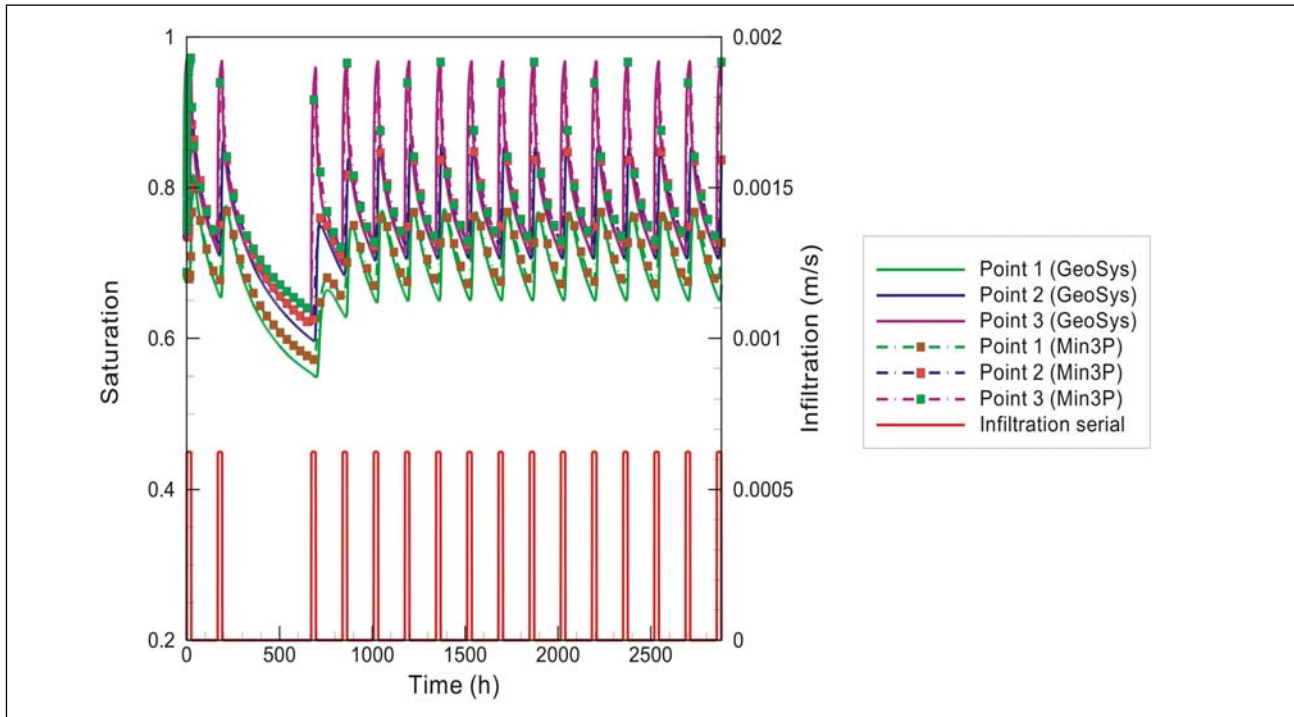 1
0.8
0.6
0.4
0.2
Saturation
0.002
0.0015
0.001
0.0005
0
Infiltration (m/s)
0
500
1000
1500
2000
2500
Time (h)
Point 1 (GeoSys)
Point 2 (GeoSys)
Point 3 (GeoSys)
Point 1 (Min3P)
Point 2 (Min3P)
Point 3 (Min3P)
Infiltration serial